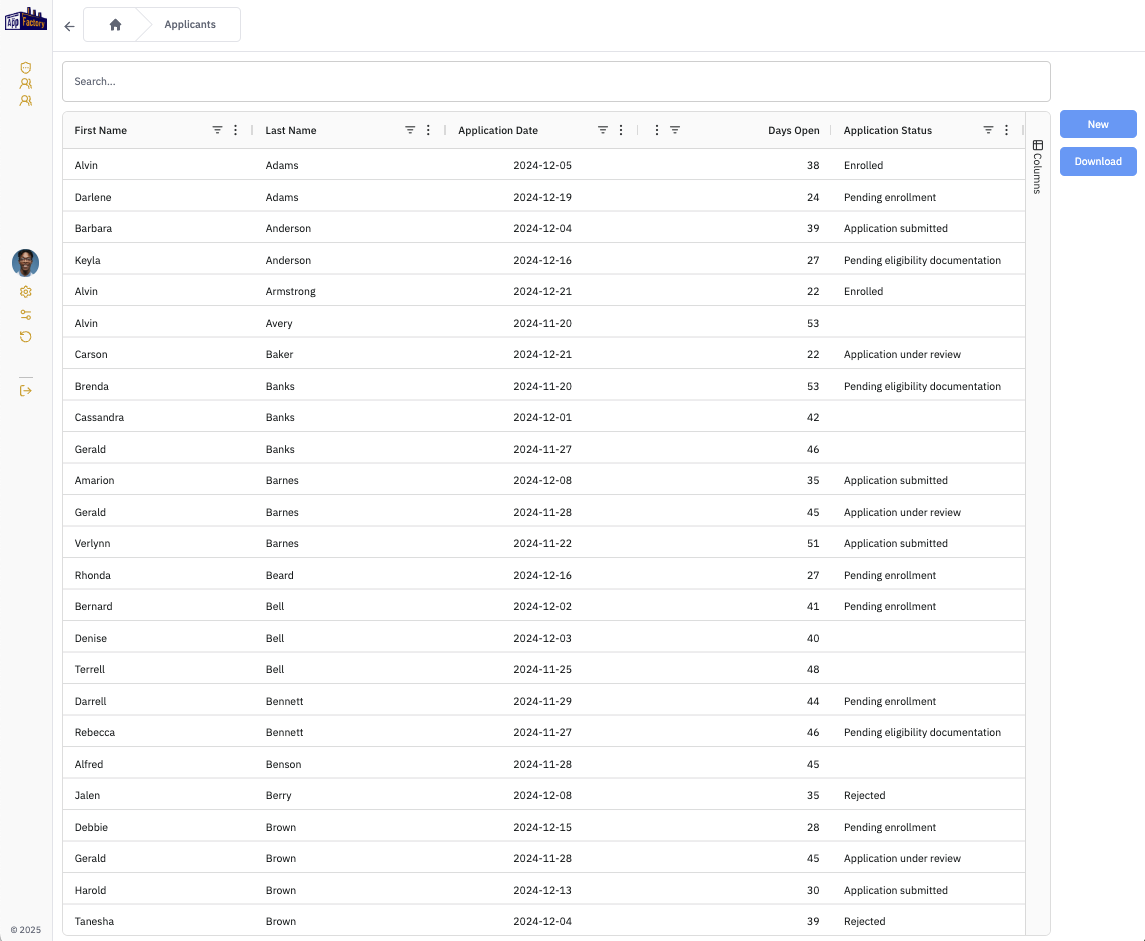 App Factory
Applicants
Search...
First Name Last Name Application Date Days Open Application Status
New
Download
Columns
Alvin Adams 2024-12-05 38 Enrolled
Darlene Adams 2024-12-19 24 Pending enrollment
Barbara Anderson 2024-12-04 39 Application submitted
Keyla Anderson 2024-12-16 27 Pending eligibility documentation
Alvin Armstrong 2024-12-21 22 Enrolled
Alvin Avery 2024-11-20 53
Carson Baker 2024-12-21 22 Application under review
Brenda Banks 2024-11-20 53 Pending eligibility documentation
Cassandra Banks 2024-12-01 42
Gerald Banks 2024-11-27 46
Amarion Barnes 2024-12-08 35 Application submitted
Gerald Barnes 2024-11-28 45 Application under review
Verlynn Barnes 2024-11-22 51 Application submitted
Rhonda Beard 2024-12-16 27 Pending enrollment
Bernard Bell 2024-12-02 41 Pending enrollment
Denise Bell 2024-12-03 40
Terrell Bell 2024-11-25 48
Darrell Bennett 2024-11-29 44 Pending enrollment
Rebecca Bennett 2024-11-27 46 Pending eligibility documentation
Alfred Benson 2024-11-28 45
Jalen Berry 2024-12-08 35 Rejected
Debbie Brown 2024-12-15 28 Pending enrollment
Gerald Brown 2024-11-28 45 Application under review
Harold Brown 2024-12-13 30 Application submitted
Tanesha Brown 2024-12-04 39 Rejected
© 2025